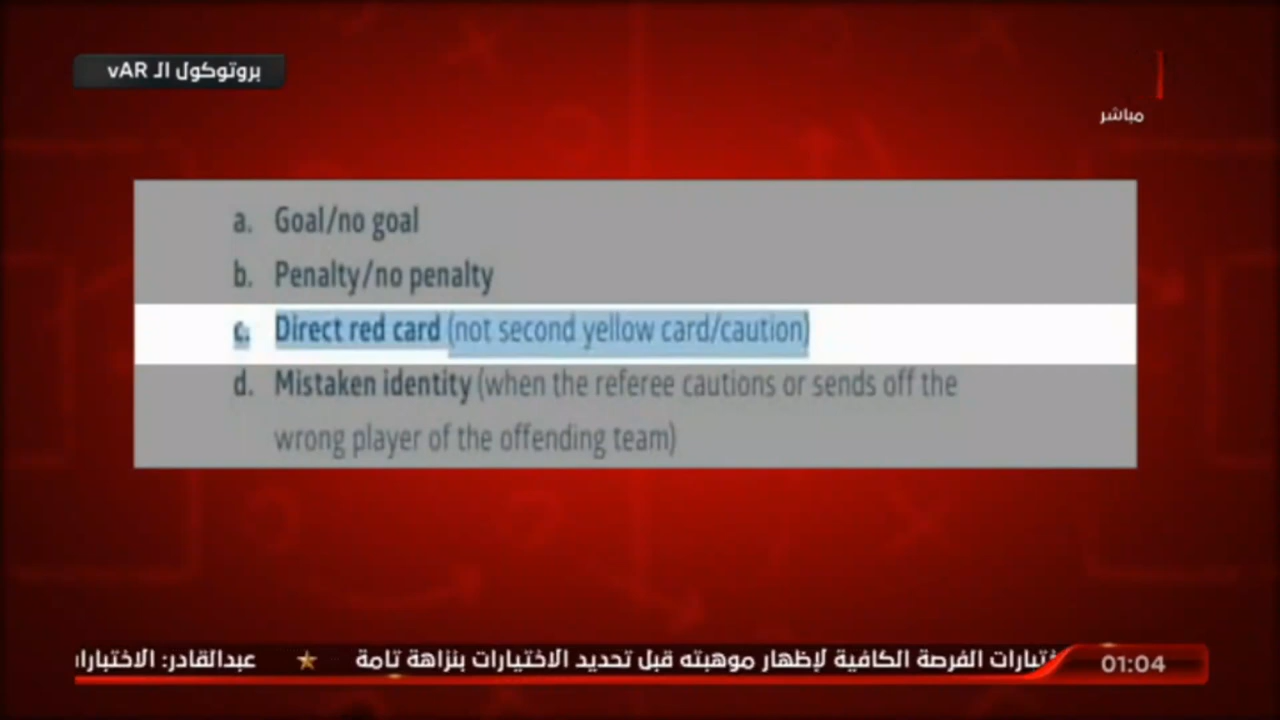 بروتوكول الـ vAR
مباشر
a. Goal/no goal
b. Penalty/no penalty
c. Direct red card (not second yellow card/caution)
d. Mistaken identity (when the referee cautions or sends off the
wrong player of the offending team)
الفرصة الكافية لإظهار موهبته قبل تحديد الاختيارات بنزاهة تامة ★ عبدالقادر:
01:04